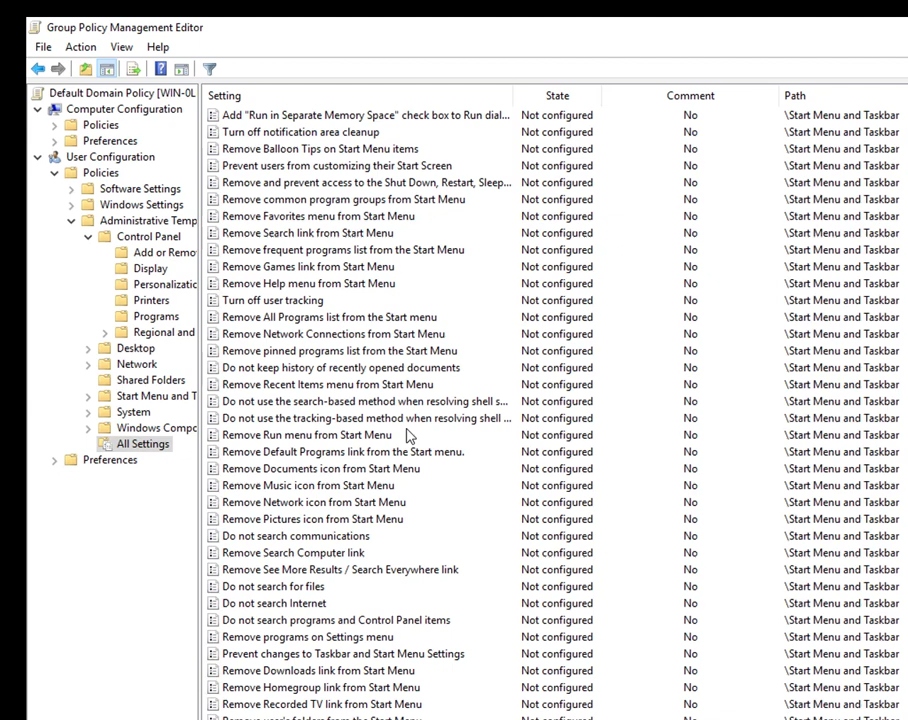 Group Policy Management Editor
File Action View Help
Default Domain Policy [WIN-0L
Computer Configuration
Policies
Preferences
User Configuration
Policies
Software Settings
Windows Settings
Administrative Temp
Control Panel
Add or Remo
Display
Personalizatic
Printers
Programs
Regional and
Desktop
Network
Shared Folders
Start Menu and T
System
Windows Compo
All Settings
Preferences
Setting State Comment Path
Add "Run in Separate Memory Space" check box to Run dial... Not configured No \Start Menu and Taskbar
Turn off notification area cleanup Not configured No \Start Menu and Taskbar
Remove Balloon Tips on Start Menu items Not configured No \Start Menu and Taskbar
Prevent users from customizing their Start Screen Not configured No \Start Menu and Taskbar
Remove and prevent access to the Shut Down, Restart, Sleep... Not configured No \Start Menu and Taskbar
Remove common program groups from Start Menu Not configured No \Start Menu and Taskbar
Remove Favorites menu from Start Menu Not configured No \Start Menu and Taskbar
Remove Search link from Start Menu Not configured No \Start Menu and Taskbar
Remove frequent programs list from the Start Menu Not configured No \Start Menu and Taskbar
Remove Games link from Start Menu Not configured No \Start Menu and Taskbar
Remove Help menu from Start Menu Not configured No \Start Menu and Taskbar
Turn off user tracking Not configured No \Start Menu and Taskbar
Remove All Programs list from the Start menu Not configured No \Start Menu and Taskbar
Remove Network Connections from Start Menu Not configured No \Start Menu and Taskbar
Remove pinned programs list from the Start Menu Not configured No \Start Menu and Taskbar
Do not keep history of recently opened documents Not configured No \Start Menu and Taskbar
Remove Recent Items menu from Start Menu Not configured No \Start Menu and Taskbar
Do not use the search-based method when resolving shell s... Not configured No \Start Menu and Taskbar
Do not use the tracking-based method when resolving shell ... Not configured No \Start Menu and Taskbar
Remove Run menu from Start Menu Not configured No \Start Menu and Taskbar
Remove Default Programs link from the Start menu. Not configured No \Start Menu and Taskbar
Remove Documents icon from Start Menu Not configured No \Start Menu and Taskbar
Remove Music icon from Start Menu Not configured No \Start Menu and Taskbar
Remove Network icon from Start Menu Not configured No \Start Menu and Taskbar
Remove Pictures icon from Start Menu Not configured No \Start Menu and Taskbar
Do not search communications Not configured No \Start Menu and Taskbar
Remove Search Computer link Not configured No \Start Menu and Taskbar
Remove See More Results / Search Everywhere link Not configured No \Start Menu and Taskbar
Do not search for files Not configured No \Start Menu and Taskbar
Do not search Internet Not configured No \Start Menu and Taskbar
Do not search programs and Control Panel items Not configured No \Start Menu and Taskbar
Remove programs on Settings menu Not configured No \Start Menu and Taskbar
Prevent changes to Taskbar and Start Menu Settings Not configured No \Start Menu and Taskbar
Remove Downloads link from Start Menu Not configured No \Start Menu and Taskbar
Remove Homegroup link from Start Menu Not configured No \Start Menu and Taskbar
Remove Recorded TV link from Start Menu Not configured No \Start Menu and Taskbar